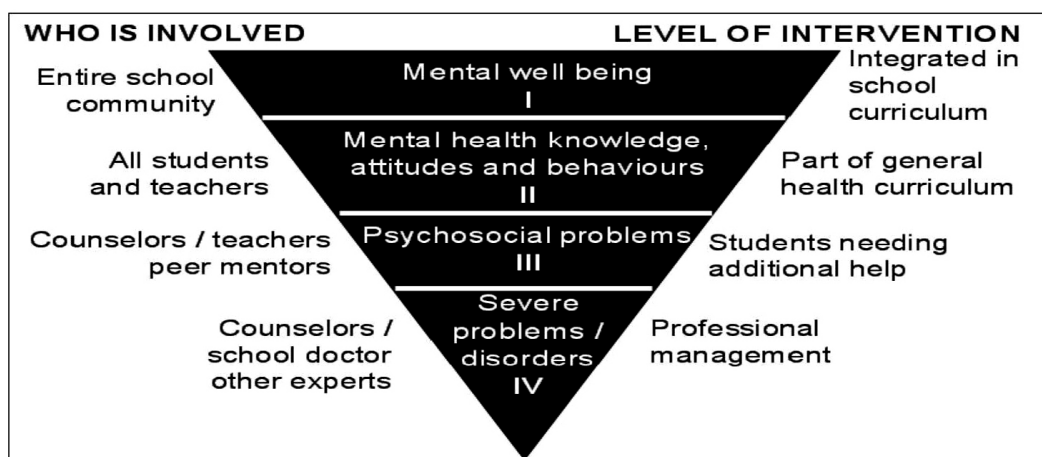 WHO IS INVOLVED
LEVEL OF INTERVENTION
Entire school
community
Mental well being
I
Integrated in
school
curriculum
All students
and teachers
Mental health knowledge,
attitudes and behaviours
II
Part of general
health curriculum
Counselors / teachers
peer mentors
Psychosocial problems
III
Students needing
additional help
Counselors /
school doctor
other experts
Severe
problems /
disorders
IV
Professional
management